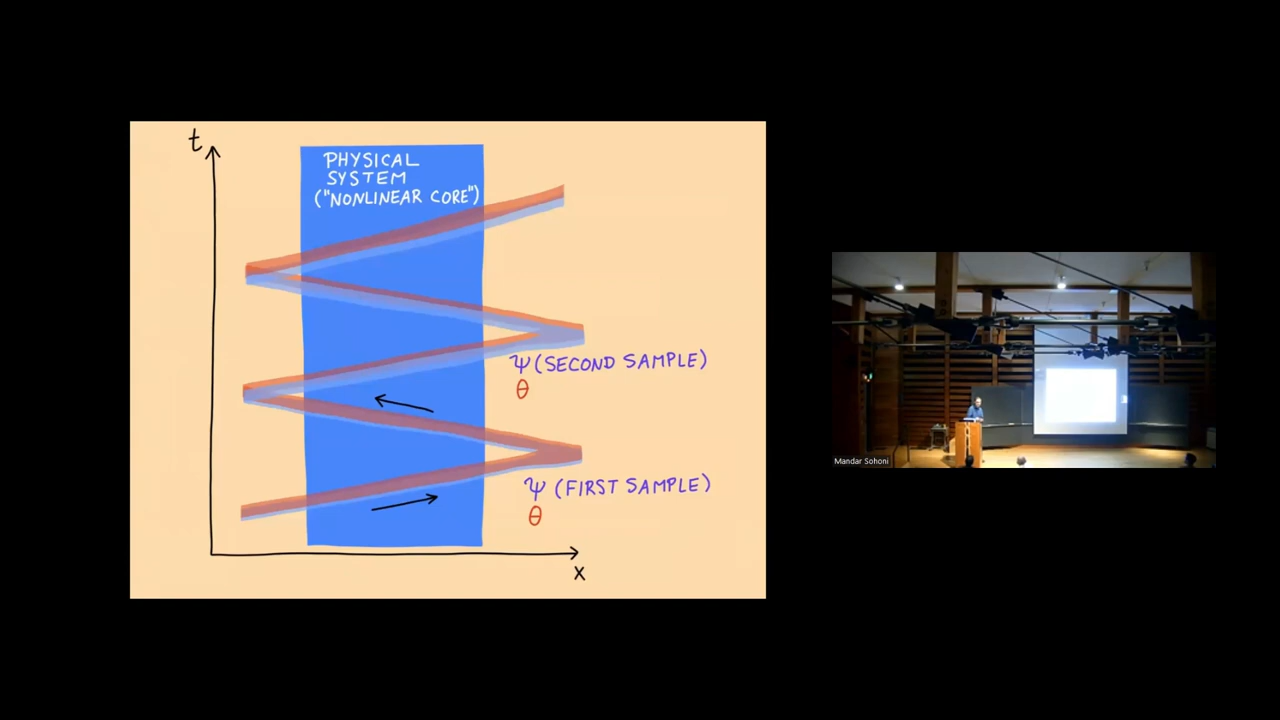 t
PHYSICAL
SYSTEM
("NONLINEAR CORE")
Ψ (SECOND SAMPLE)
θ
Ψ (FIRST SAMPLE)
θ
x
Mandar Sohoni